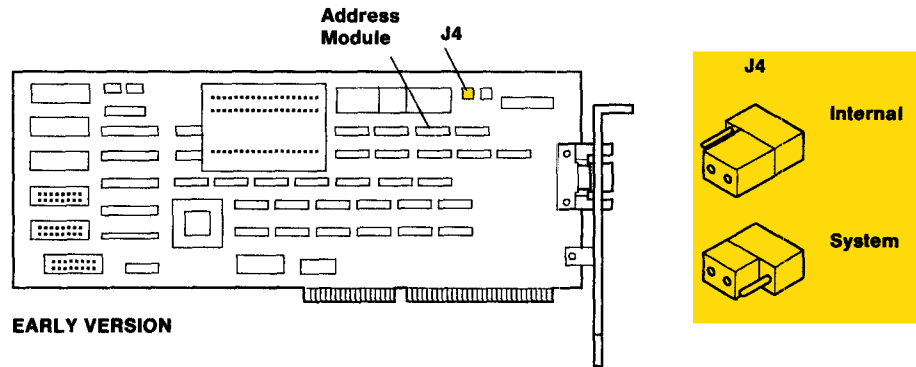 Address
Module
J4
J4
Internal
System
EARLY VERSION